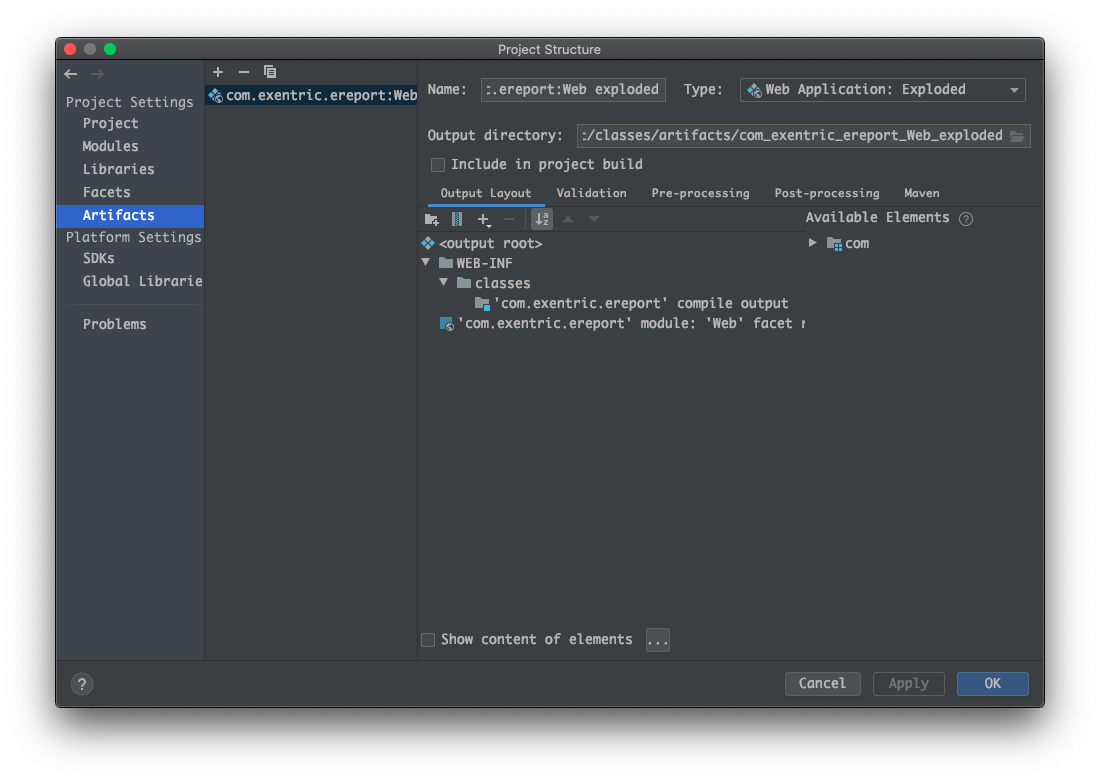 Project Structure
Project Settings
Project
Modules
Libraries
Facets
Artifacts
Platform Settings
SDKs
Global Librarie
Problems
com.exentric.ereport:Web
Name: :.ereport:Web exploded Type: Web Application: Exploded
Output directory: :/classes/artifacts/com_exentric_ereport_Web_exploded
Include in project build
Output Layout Validation Pre-processing Post-processing Maven
Available Elements ?
<output root>
WEB-INF
classes
'com.exentric.ereport' compile output
'com.exentric.ereport' module: 'Web' facet r
com
Show content of elements ...
? Cancel Apply OK